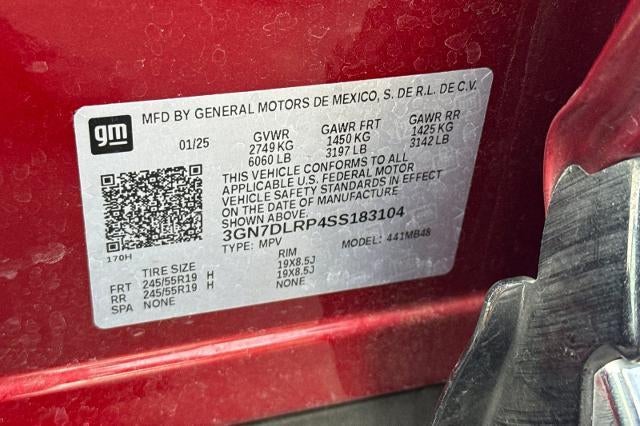 gm
MFD BY GENERAL MOTORS DE MEXICO, S. DE R.L. DE C.V.
01/25 GVWR GAWR FRT GAWR RR
2749 KG 1450 KG 1425 KG
6060 LB 3197 LB 3142 LB
THIS VEHICLE CONFORMS TO ALL
APPLICABLE U.S. FEDERAL MOTOR
VEHICLE SAFETY STANDARDS IN EFFECT
ON THE DATE OF MANUFACTURE
SHOWN ABOVE.
3GN7DLRP4SS183104
170H TYPE: MPV MODEL: 441MB48
TIRE SIZE RIM
FRT 245/55R19 H 19X8.5J
RR 245/55R19 H 19X8.5J
SPA NONE NONE